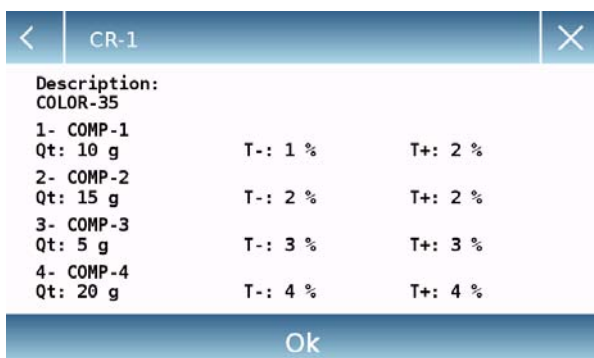 CR-1
Description:
COLOR-35
1- COMP-1
Qt: 10 g T-: 1 % T+: 2 %
2- COMP-2
Qt: 15 g T-: 2 % T+: 2 %
3- COMP-3
Qt: 5 g T-: 3 % T+: 3 %
4- COMP-4
Qt: 20 g T-: 4 % T+: 4 %
Ok